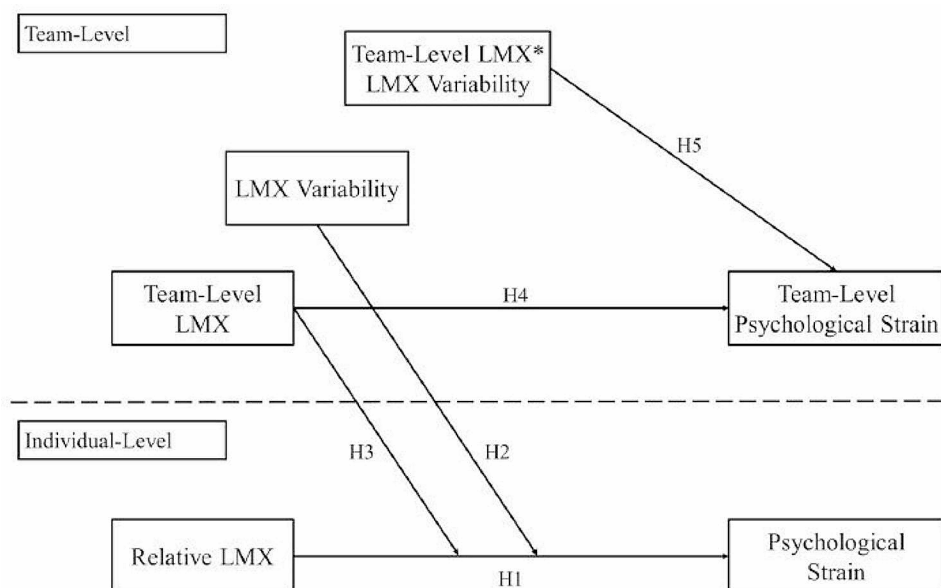 Team-Level
Team-Level LMX*
LMX Variability
H5
LMX Variability
Team-Level
LMX
H4
Team-Level
Psychological Strain
Individual-Level
H3
H2
Relative LMX
H1
Psychological
Strain